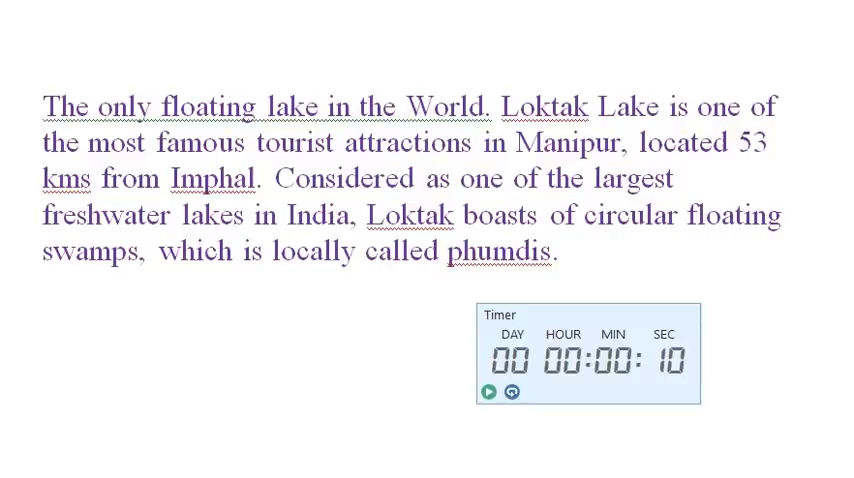 The only floating lake in the World. Loktak Lake is one of
the most famous tourist attractions in Manipur, located 53
kms from Imphal. Considered as one of the largest
freshwater lakes in India, Loktak boasts of circular floating
swamps, which is locally called phumdis.
Timer
DAY HOUR MIN SEC
00 00:00: 10